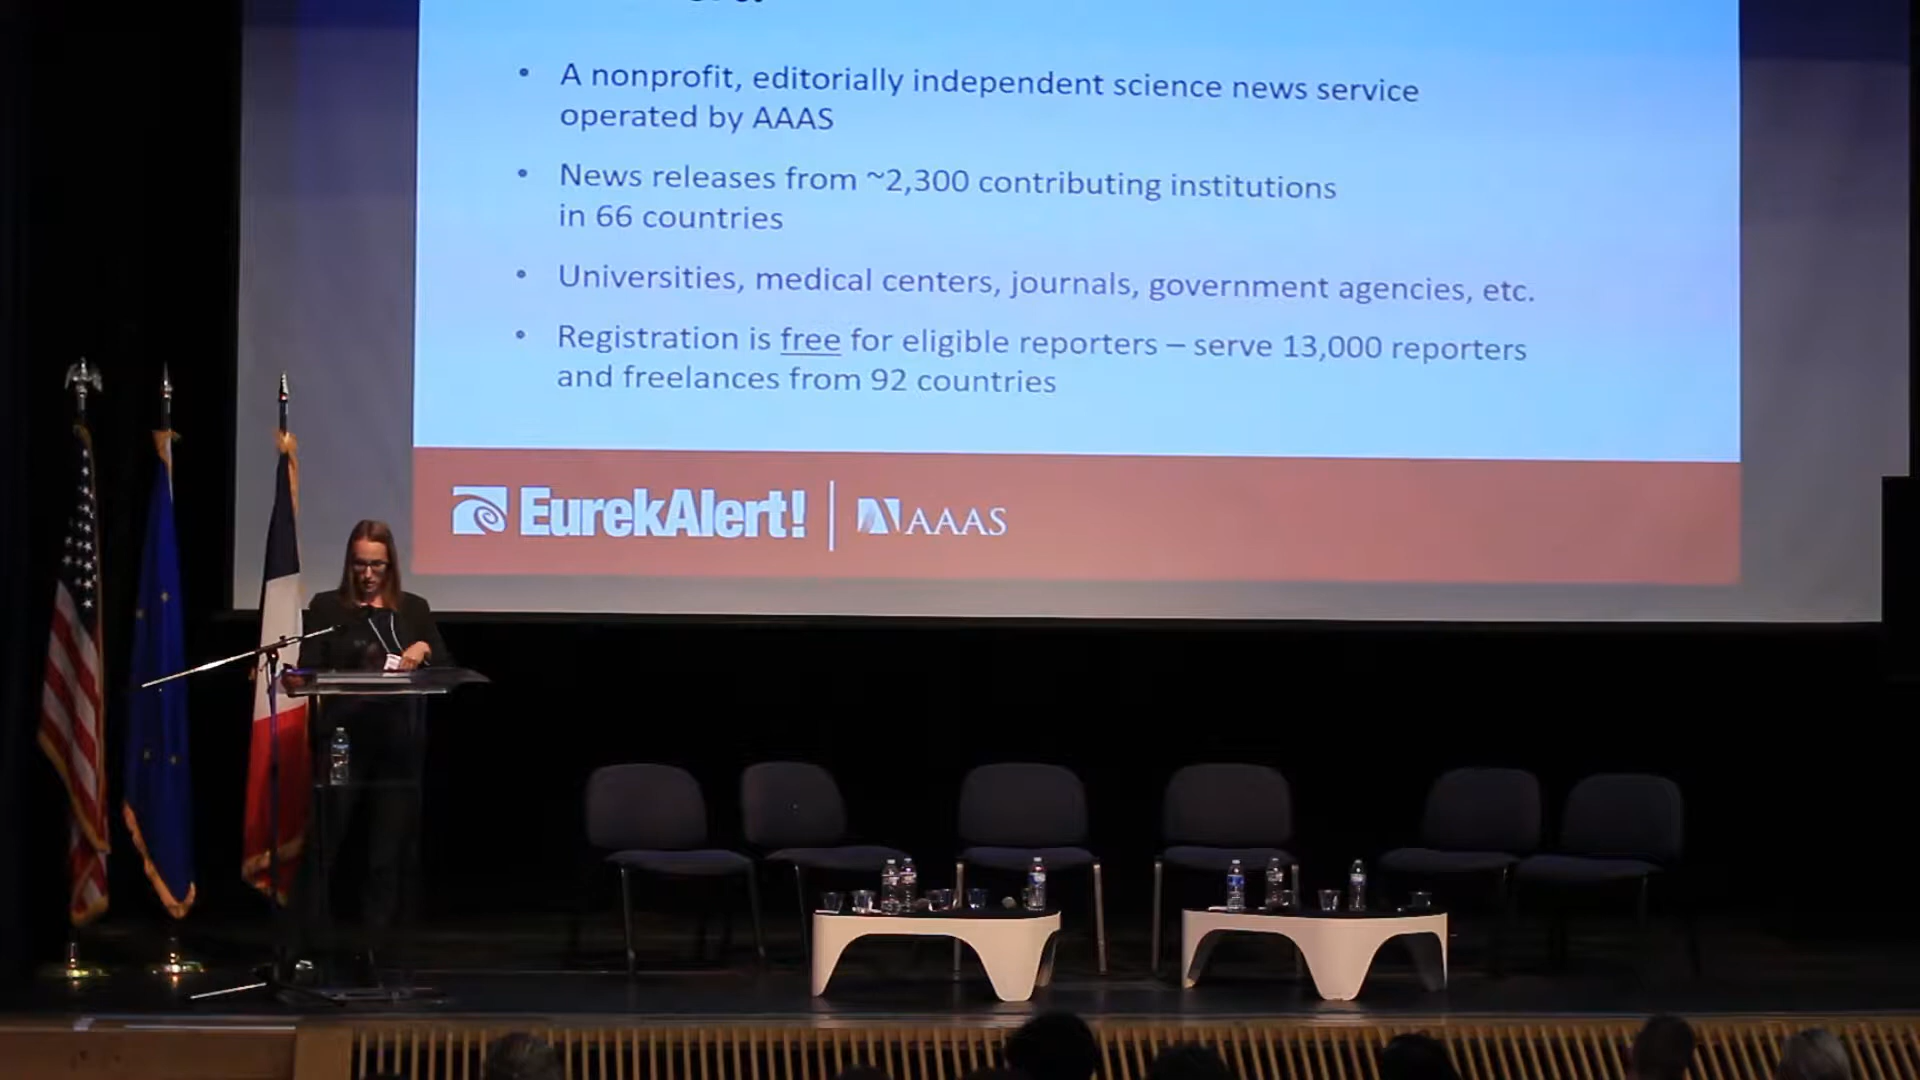 • A nonprofit, editorially independent science news service
operated by AAAS
• News releases from ~2,300 contributing institutions
in 66 countries
• Universities, medical centers, journals, government agencies, etc.
• Registration is free for eligible reporters – serve 13,000 reporters
and freelances from 92 countries
EurekAlert! | AAAS